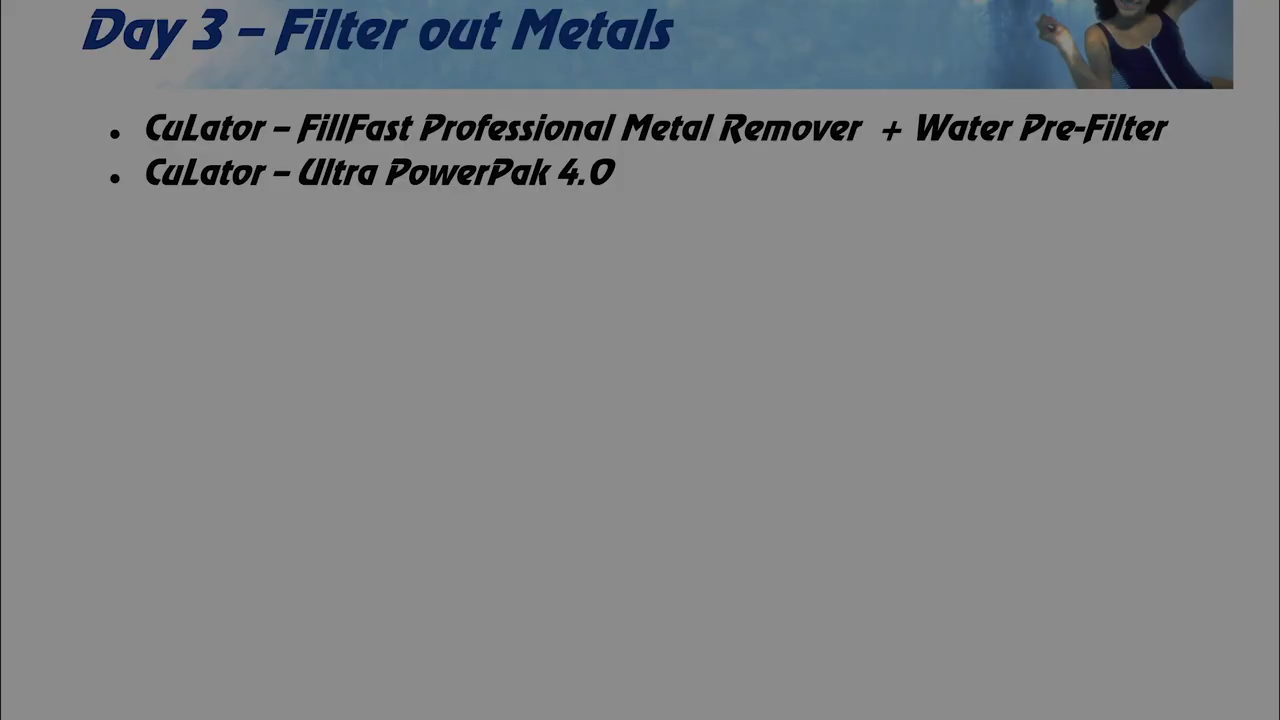 Day 3 – Filter out Metals
• CuLator – FillFast Professional Metal Remover + Water Pre-Filter
• CuLator – Ultra PowerPak 4.0